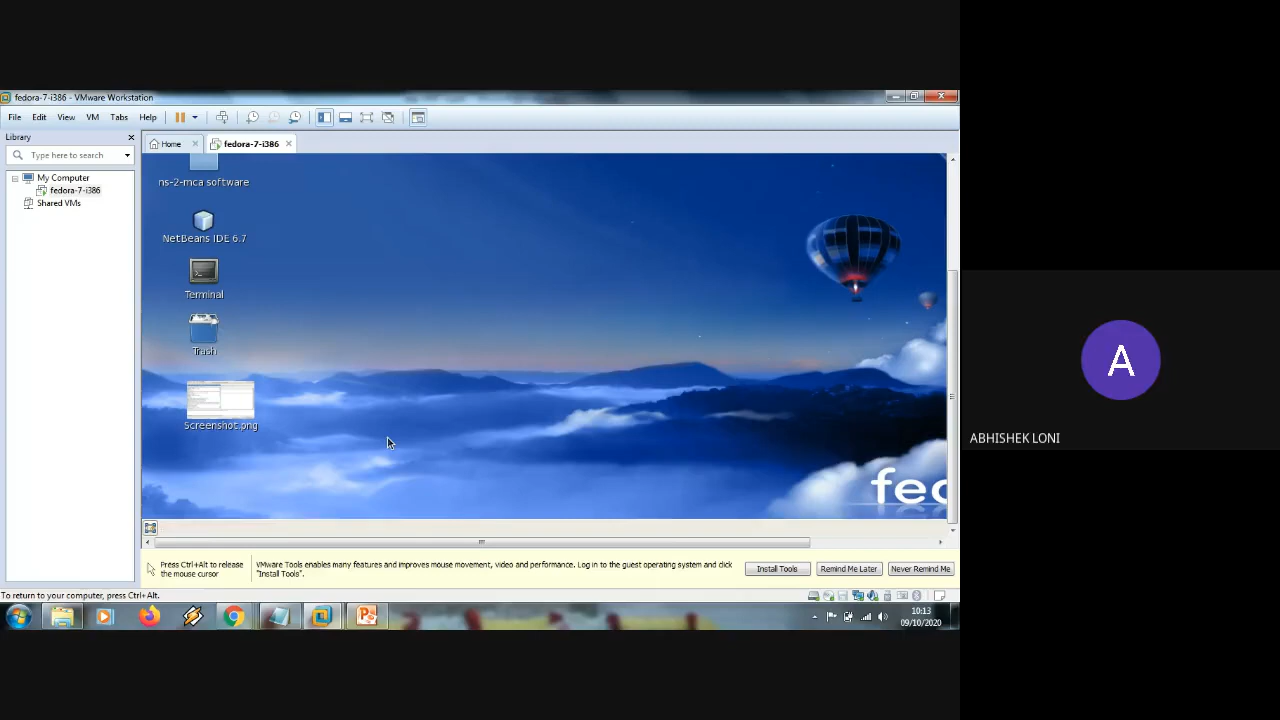 fedora-7-i386 - VMware Workstation
File Edit View VM Tabs Help
Library
Type here to search
My Computer
fedora-7-i386
Shared VMs
Home
fedora-7-i386
ns-2-mca software
NetBeans IDE 6.7
Terminal
Trash
Screenshot.png
Press Ctrl+Alt to release
the mouse cursor
VMware Tools enables many features and improves mouse movement, video and performance. Log in to the guest operating system and click
"Install Tools".
Install Tools
Remind Me Later
Never Remind Me
To return to your computer, press Ctrl+Alt.
10:13
09/10/2020
A
ABHISHEK LONI